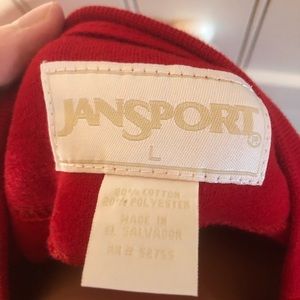 JANSPORT®
L
80% COTTON
20% POLYESTER
MADE IN
EL SALVADOR
RN # 52755